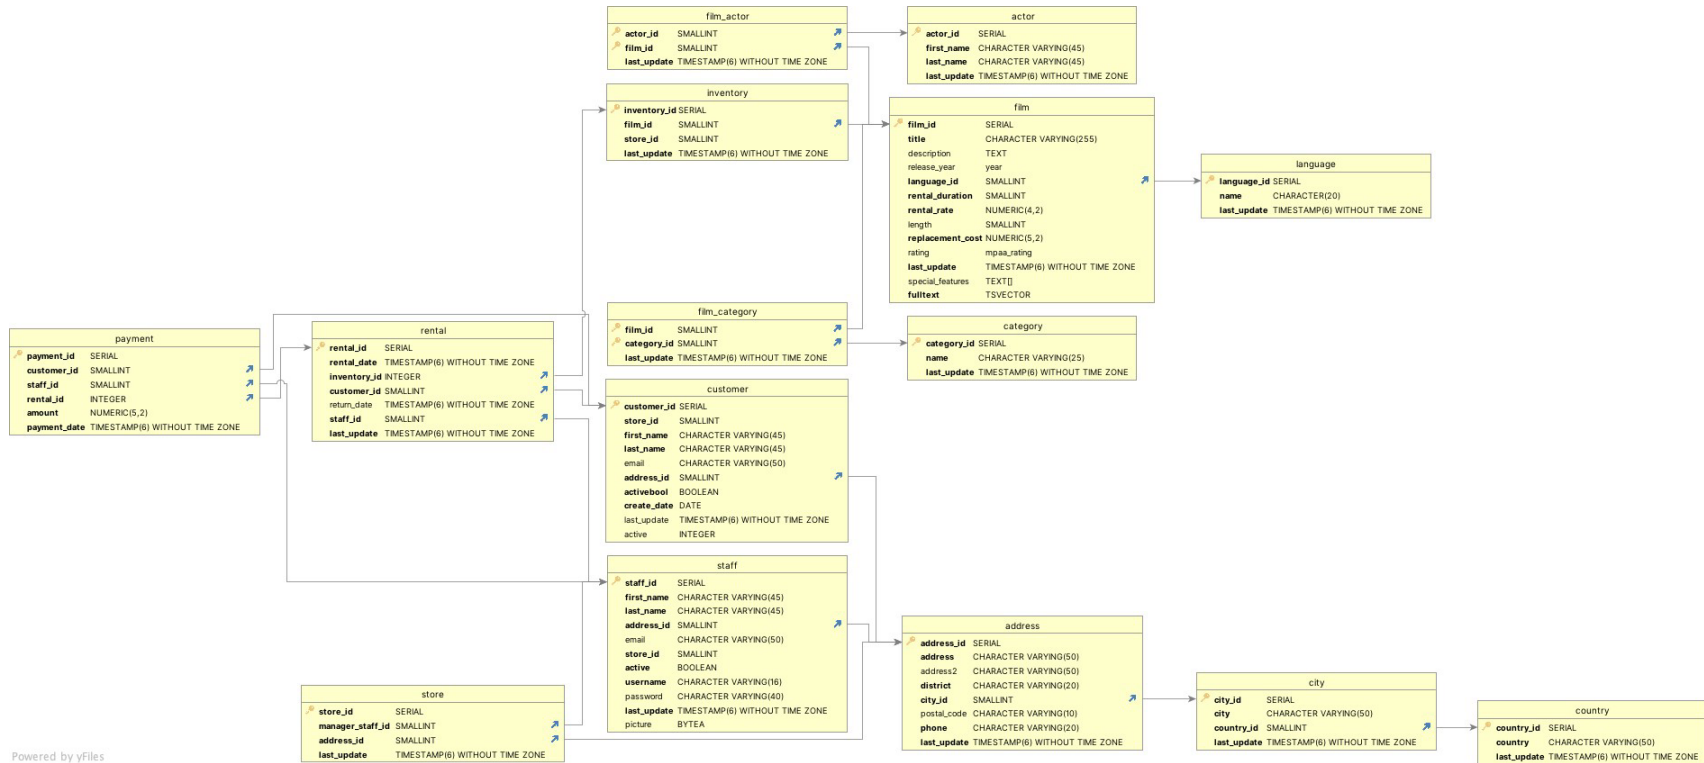 film_actor
actor_id SMALLINT
film_id SMALLINT
last_update TIMESTAMP(6) WITHOUT TIME ZONE
actor
actor_id SERIAL
first_name CHARACTER VARYING(45)
last_name CHARACTER VARYING(45)
last_update TIMESTAMP(6) WITHOUT TIME ZONE
inventory
inventory_id SERIAL
film_id SMALLINT
store_id SMALLINT
last_update TIMESTAMP(6) WITHOUT TIME ZONE
film
film_id SERIAL
title CHARACTER VARYING(255)
description TEXT
release_year year
language_id SMALLINT
rental_duration SMALLINT
rental_rate NUMERIC(4,2)
length SMALLINT
replacement_cost NUMERIC(5,2)
rating mpaa_rating
last_update TIMESTAMP(6) WITHOUT TIME ZONE
special_features TEXT[]
fulltext TSVECTOR
language
language_id SERIAL
name CHARACTER(20)
last_update TIMESTAMP(6) WITHOUT TIME ZONE
payment
payment_id SERIAL
customer_id SMALLINT
staff_id SMALLINT
rental_id INTEGER
amount NUMERIC(5,2)
payment_date TIMESTAMP(6) WITHOUT TIME ZONE
rental
rental_id SERIAL
rental_date TIMESTAMP(6) WITHOUT TIME ZONE
inventory_id INTEGER
customer_id SMALLINT
return_date TIMESTAMP(6) WITHOUT TIME ZONE
staff_id SMALLINT
last_update TIMESTAMP(6) WITHOUT TIME ZONE
film_category
film_id SMALLINT
category_id SMALLINT
last_update TIMESTAMP(6) WITHOUT TIME ZONE
category
category_id SERIAL
name CHARACTER VARYING(25)
last_update TIMESTAMP(6) WITHOUT TIME ZONE
customer
customer_id SERIAL
store_id SMALLINT
first_name CHARACTER VARYING(45)
last_name CHARACTER VARYING(45)
email CHARACTER VARYING(50)
address_id SMALLINT
activebool BOOLEAN
create_date DATE
last_update TIMESTAMP(6) WITHOUT TIME ZONE
active INTEGER
staff
staff_id SERIAL
first_name CHARACTER VARYING(45)
last_name CHARACTER VARYING(45)
address_id SMALLINT
email CHARACTER VARYING(50)
store_id SMALLINT
active BOOLEAN
username CHARACTER VARYING(16)
password CHARACTER VARYING(40)
last_update TIMESTAMP(6) WITHOUT TIME ZONE
picture BYTEA
store
store_id SERIAL
manager_staff_id SMALLINT
address_id SMALLINT
last_update TIMESTAMP(6) WITHOUT TIME ZONE
address
address_id SERIAL
address CHARACTER VARYING(50)
address2 CHARACTER VARYING(50)
district CHARACTER VARYING(20)
city_id SMALLINT
postal_code CHARACTER VARYING(10)
phone CHARACTER VARYING(20)
last_update TIMESTAMP(6) WITHOUT TIME ZONE
city
city_id SERIAL
city CHARACTER VARYING(50)
country_id SMALLINT
last_update TIMESTAMP(6) WITHOUT TIME ZONE
country
country_id SERIAL
country CHARACTER VARYING(50)
last_update TIMESTAMP(6) WITHOUT TIME ZONE
Powered by yFiles